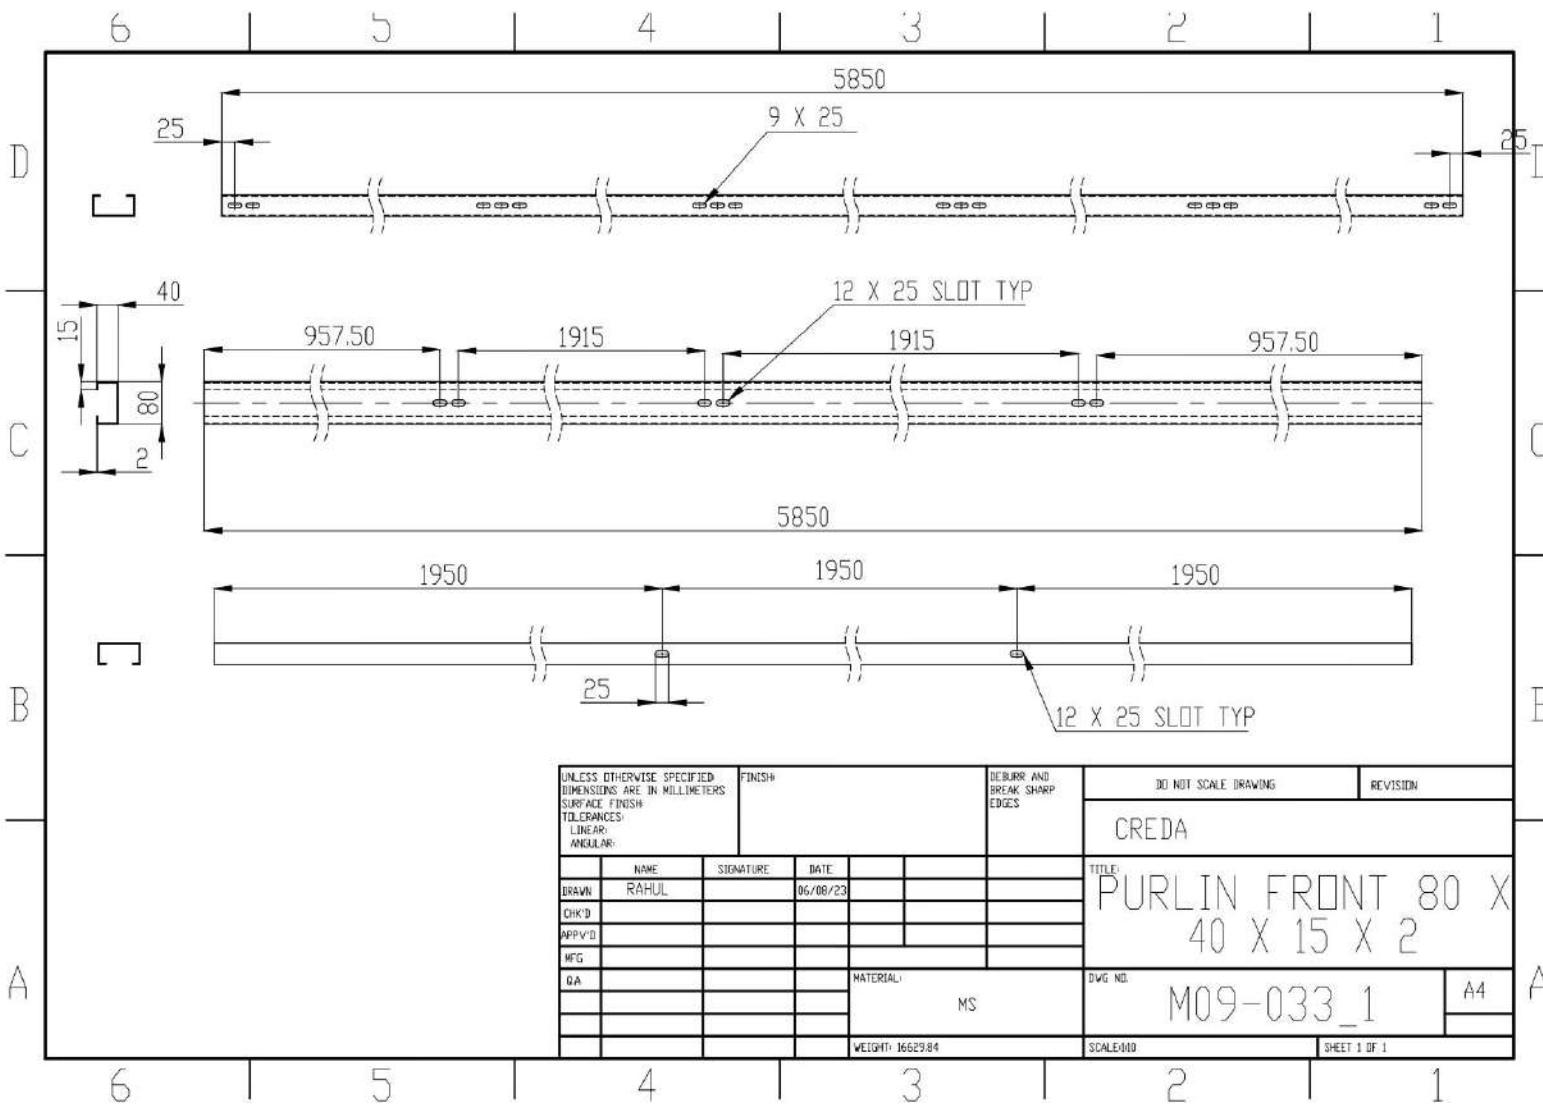 6 5 4 3 2 1
5850
9 X 25
25
25
D
40
15
80
2
12 X 25 SLOT TYP
957.50 1915 1915 957.50
C C
5850
1950 1950 1950
25
12 X 25 SLOT TYP
B
UNLESS OTHERWISE SPECIFIED
DIMENSIONS ARE IN MILLIMETERS
SURFACE FINISH:
TOLERANCES:
LINEAR:
ANGULAR:
FINISH:
DEBURR AND
BREAK SHARP
EDGES
DO NOT SCALE DRAWING
REVISION
CREDA
NAME SIGNATURE DATE
DRAWN RAHUL 06/08/23
CHK'D
APPV'D
MFG
QA
TITLE:
PURLIN FRONT 80 X
40 X 15 X 2
MATERIAL:
MS
DWG NO.
M09-033_1
A4
WEIGHT: 16629.84
SCALE:1:10
SHEET 1 OF 1
A A
6 5 4 3 2 1